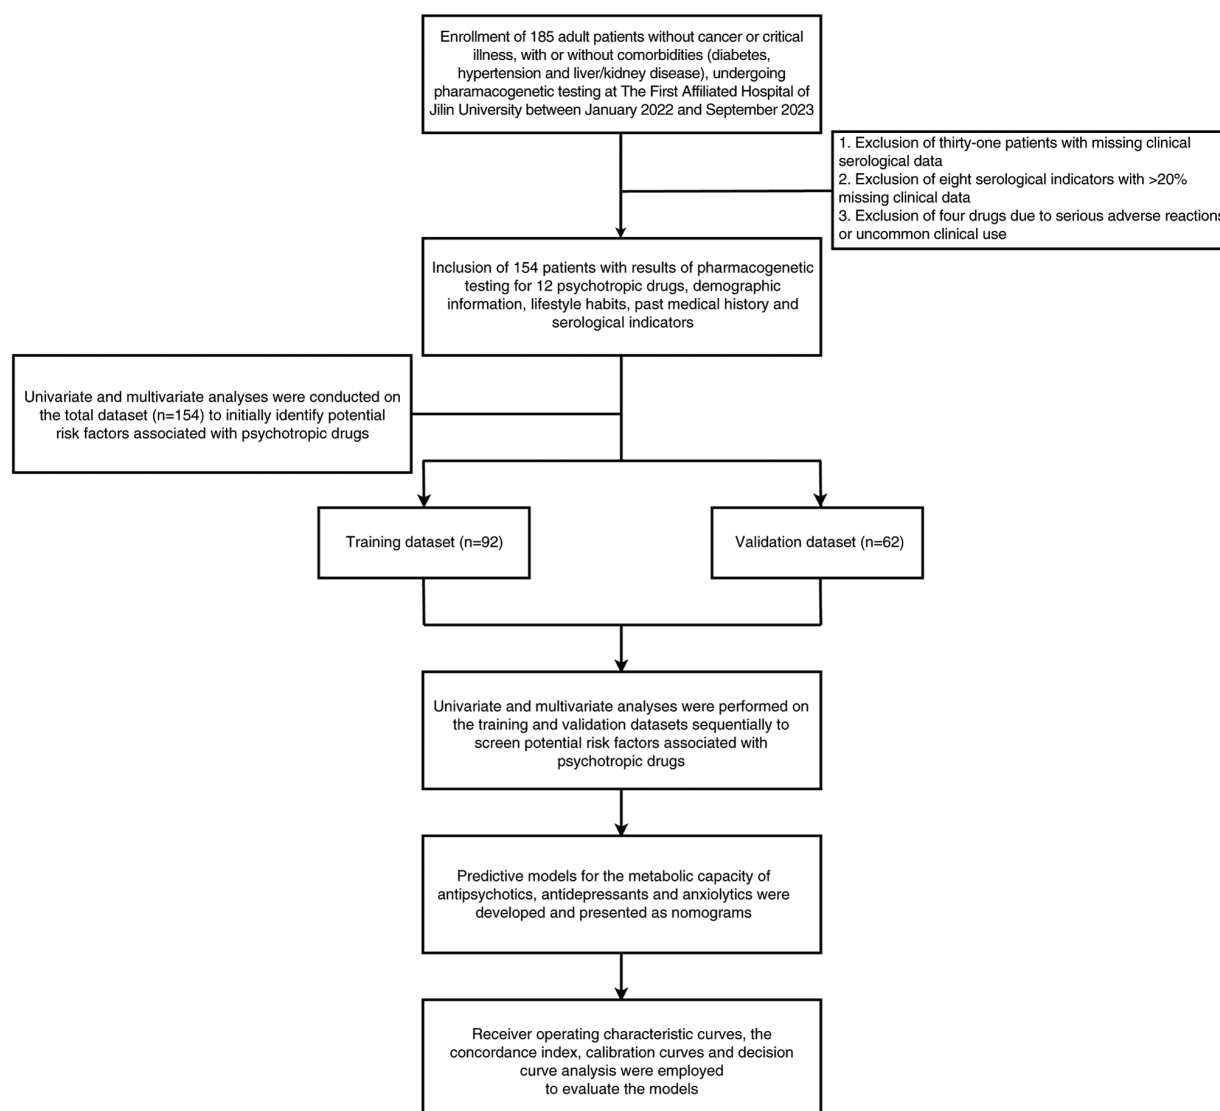 Enrollment of 185 adult patients without cancer or critical
illness, with or without comorbidities (diabetes,
hypertension and liver/kidney disease), undergoing
pharamacogenetic testing at The First Affiliated Hospital of
Jilin University between January 2022 and September 2023
1. Exclusion of thirty-one patients with missing clinical
serological data
2. Exclusion of eight serological indicators with >20%
missing clinical data
3. Exclusion of four drugs due to serious adverse reactions
or uncommon clinical use
Inclusion of 154 patients with results of pharmacogenetic
testing for 12 psychotropic drugs, demographic
information, lifestyle habits, past medical history and
serological indicators
Univariate and multivariate analyses were conducted on
the total dataset (n=154) to initially identify potential
risk factors associated with psychotropic drugs
Training dataset (n=92)
Validation dataset (n=62)
Univariate and multivariate analyses were performed on
the training and validation datasets sequentially to
screen potential risk factors associated with
psychotropic drugs
Predictive models for the metabolic capacity of
antipsychotics, antidepressants and anxiolytics were
developed and presented as nomograms
Receiver operating characteristic curves, the
concordance index, calibration curves and decision
curve analysis were employed
to evaluate the models